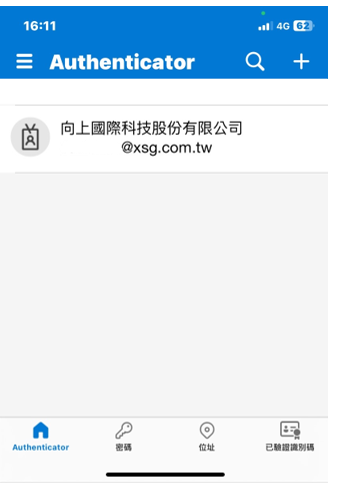 16:11
4G 62
Authenticator
向上國際科技股份有限公司
@xsg.com.tw
Authenticator
密碼
位址
已驗證識別碼